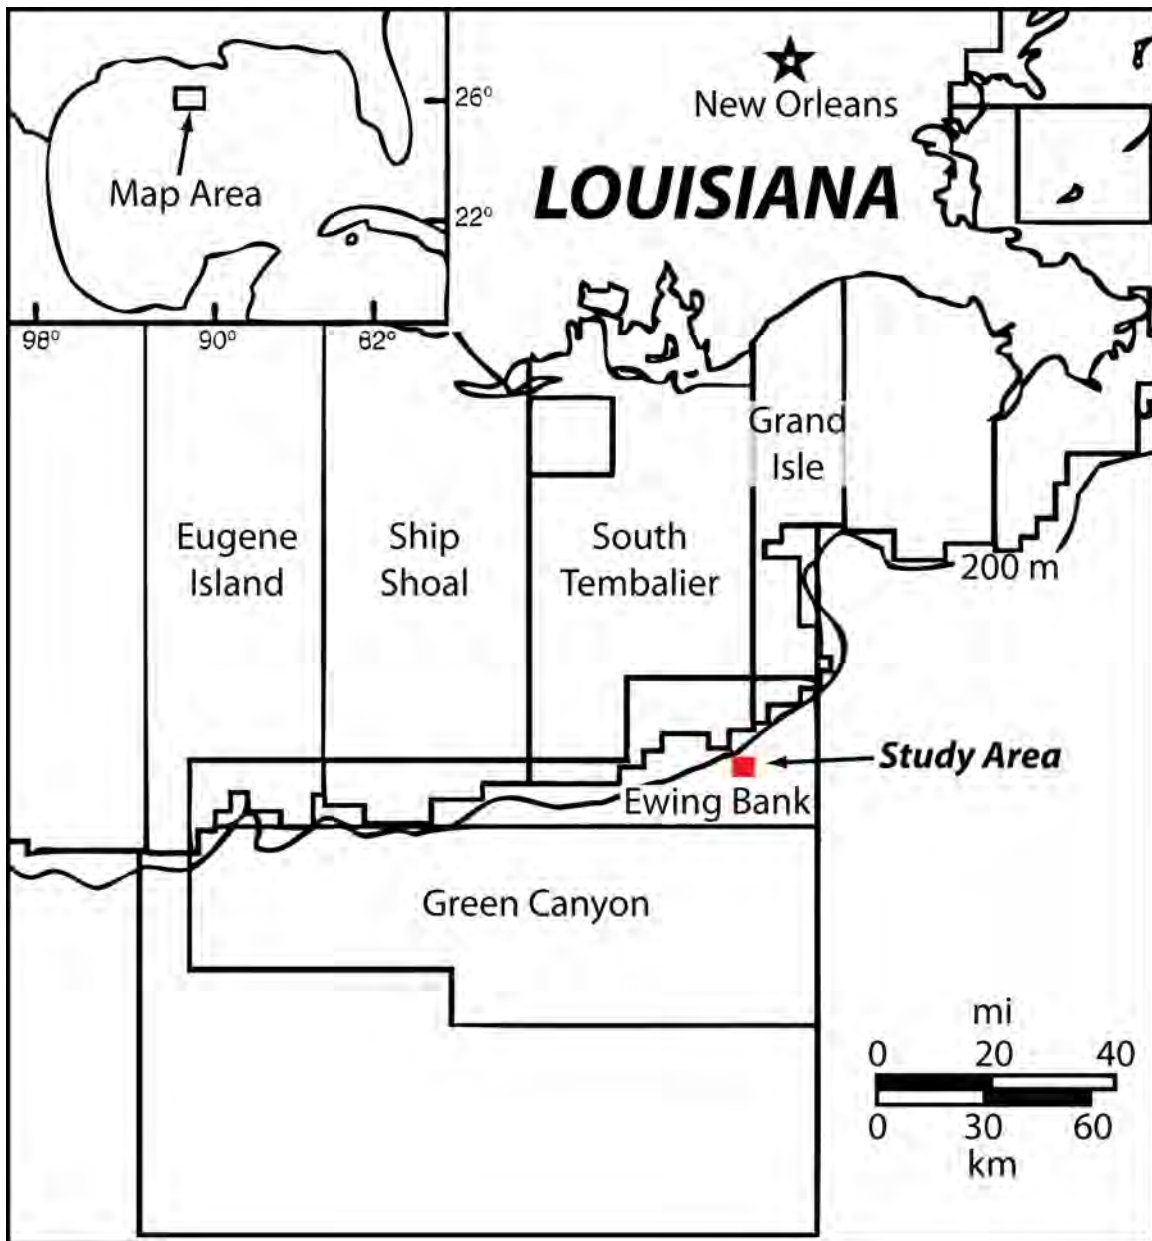 26°
22°
Map Area
98°
90°
82°
New Orleans
LOUISIANA
Grand
Isle
Eugene
Island
Ship
Shoal
South
Tembalier
200 m
Study Area
Ewing Bank
Green Canyon
mi
0 20 40
0 30 60
km